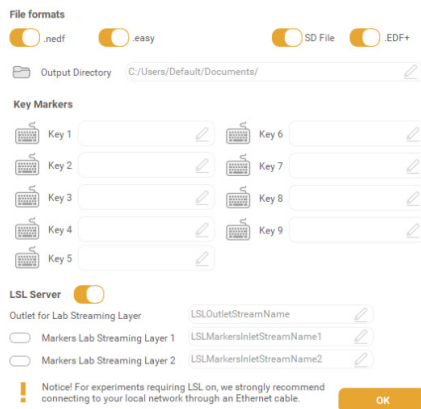 File formats
.nedf .easy SD File .EDF+
Output Directory C:/Users/Default/Documents/
Key Markers
Key 1 Key 6
Key 2 Key 7
Key 3 Key 8
Key 4 Key 9
Key 5
LSL Server
Outlet for Lab Streaming Layer LSLOutletStreamName
Markers Lab Streaming Layer 1 LSLMarkersInletStreamName1
Markers Lab Streaming Layer 2 LSLMarkersInletStreamName2
Notice! For experiments requiring LSL on, we strongly recommend
connecting to your local network through an Ethernet cable.
OK